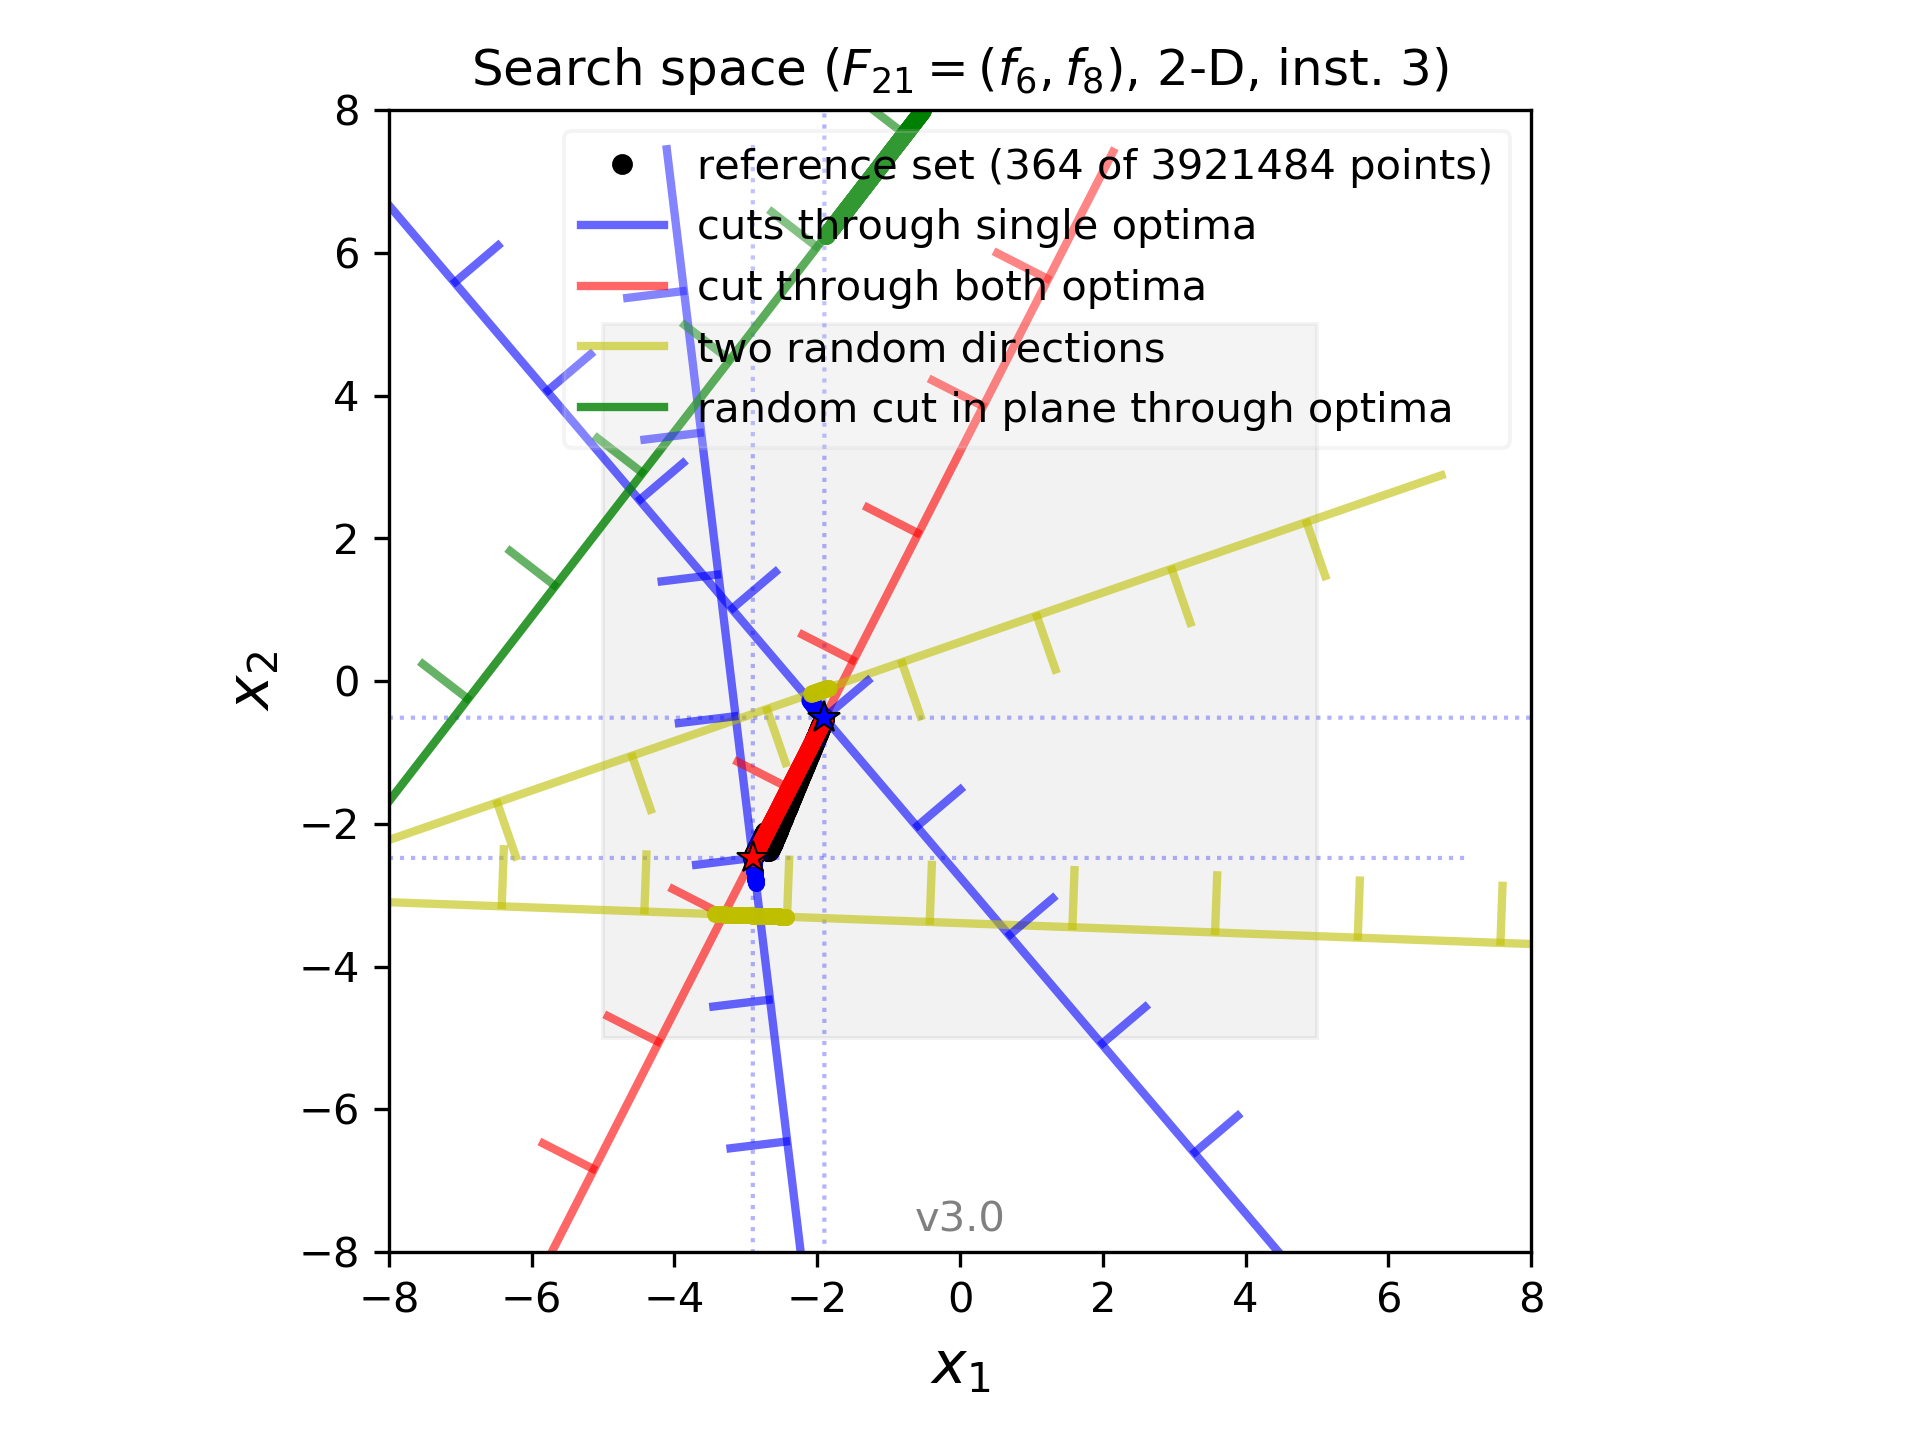 Search space (F₂₁ = (f₆, f₈), 2-D, inst. 3)
reference set (364 of 3921484 points)
cuts through single optima
cut through both optima
two random directions
random cut in plane through optima
8
6
4
2
0
−2
−4
−6
−8
x₂
v3.0
−8 −6 −4 −2 0 2 4 6 8
x₁